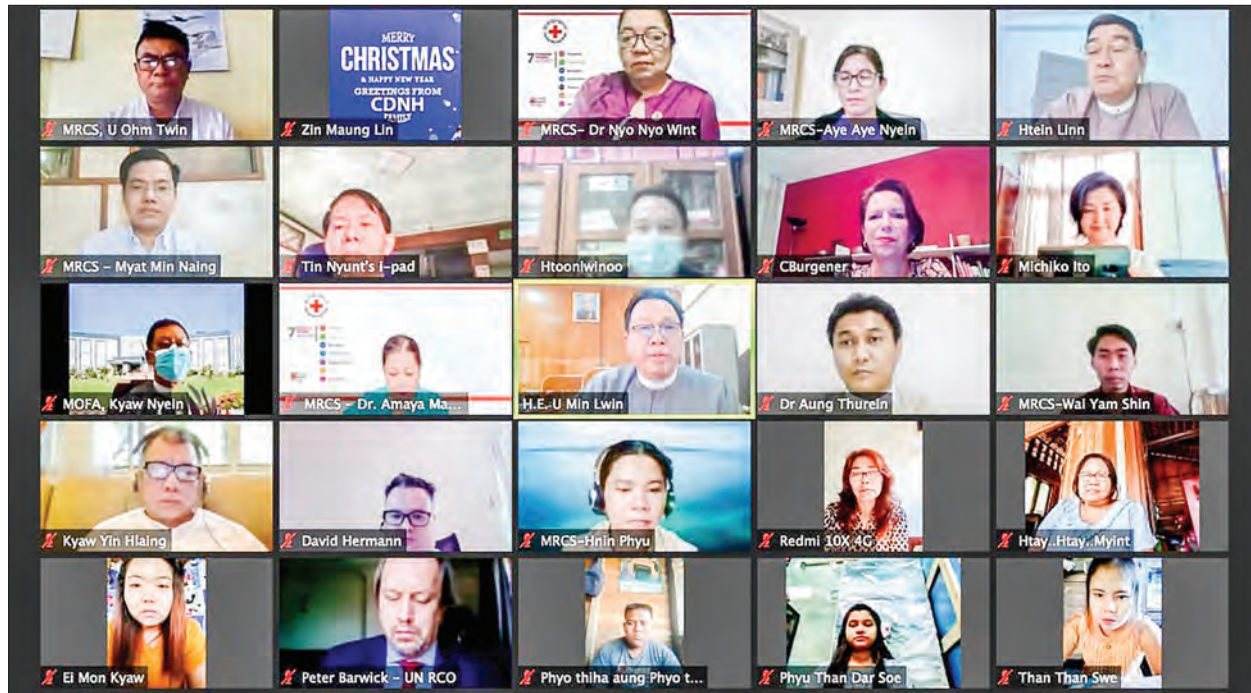 MRCS, U Ohm Twin
MERRY
CHRISTMAS
& HAPPY NEW YEAR
GREETINGS FROM
CDNH
FAMILY
Zin Maung Lin
7
MRCS- Dr Nyo Nyo Wint
MRCS-Aye Aye Nyein
Htein Linn
MRCS - Myat Min Naing
Tin Nyunt's i-pad
Htooniwinoo
CBurgener
Michiko Ito
MOFA, Kyaw Nyein
7
MRCS - Dr. Amaya Ma...
H.E- U Min Lwin
Dr Aung Thurein
MRCS-Wai Yam Shin
Kyaw Yin Hlaing
David Hermann
MRCS-Hnin Phyu
Redmi 10X 4G
Htay..Htay..Myint
Ei Mon Kyaw
Peter Barwick - UN RCO
Phyo thiha aung Phyo t...
Phyu Than Dar Soe
Than Than Swe